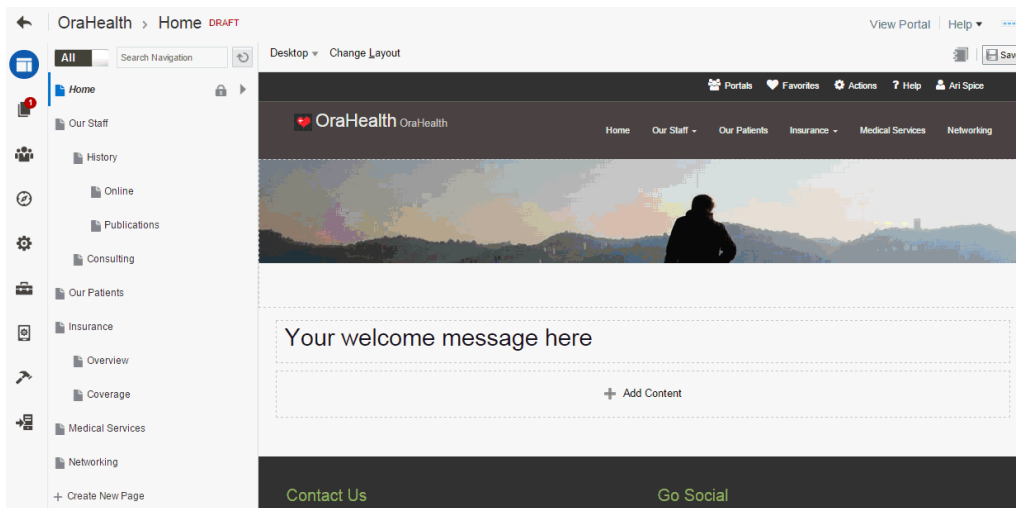 OraHealth > Home DRAFT
View Portal
Help
All
Search Navigation
Desktop
Change Layout
Home
Our Staff
History
Online
Publications
Consulting
Our Patients
Insurance
Overview
Coverage
Medical Services
Networking
+ Create New Page
1
Portals Favorites Actions ? Help Ari Spice
OraHealth OraHealth
Home Our Staff Our Patients Insurance Medical Services Networking
Your welcome message here
+ Add Content
Contact Us
Go Social